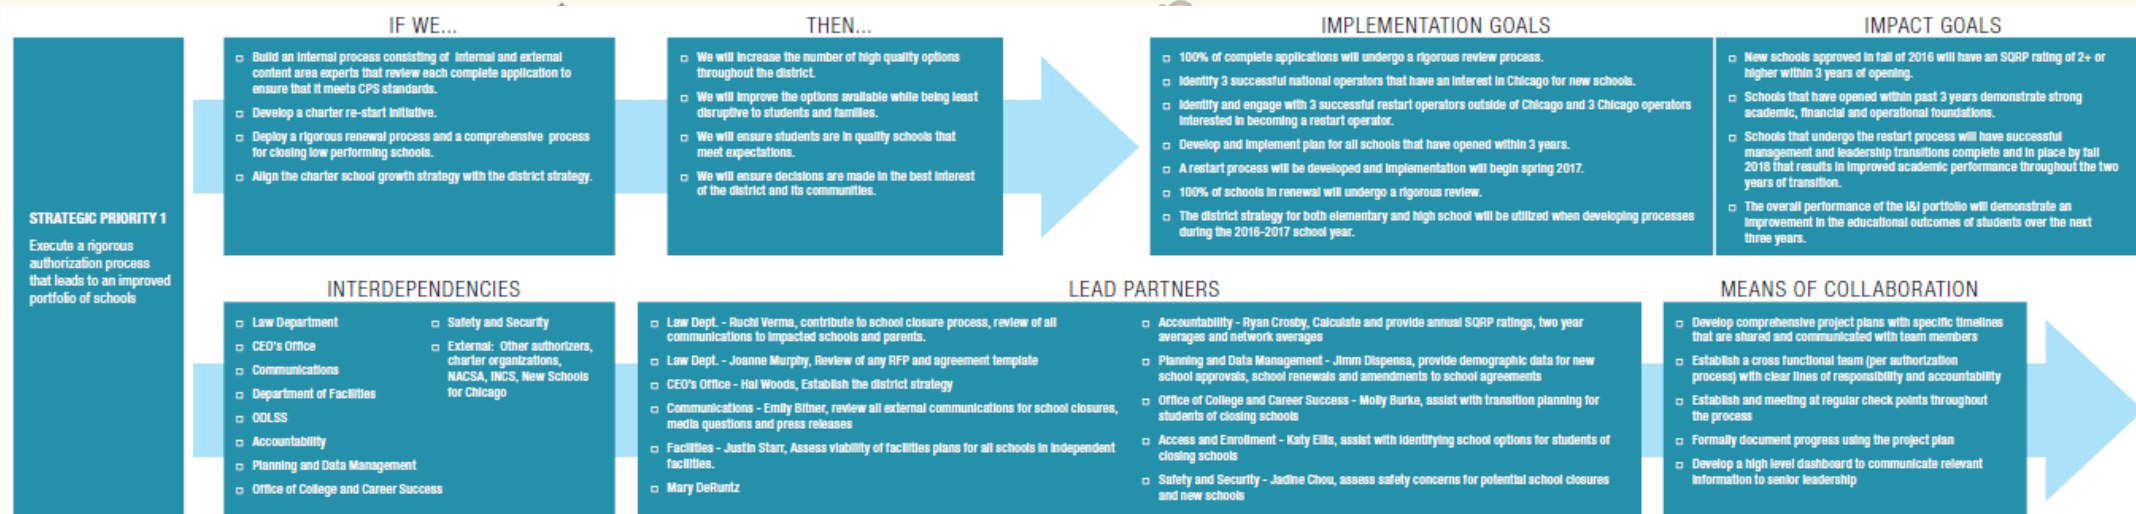 STRATEGIC PRIORITY 1
Execute a rigorous
authorization process
that leads to an improved
portfolio of schools
IF WE...
Build an internal process consisting of internal and external
content area experts that review each complete application to
ensure that it meets CPS standards.
Develop a charter re-start initiative.
Deploy a rigorous renewal process and a comprehensive process
for closing low performing schools.
Align the charter school growth strategy with the district strategy.
THEN...
We will increase the number of high quality options
throughout the district.
We will improve the options available while being least
disruptive to students and families.
We will ensure students are in quality schools that
meet expectations.
We will ensure decisions are made in the best interest
of the district and its communities.
IMPLEMENTATION GOALS
100% of complete applications will undergo a rigorous review process.
Identify 3 successful national operators that have an interest in Chicago for new schools.
Identify and engage with 3 successful restart operators outside of Chicago and 3 Chicago operators
interested in becoming a restart operator.
Develop and implement plan for all schools that have opened within 3 years.
A restart process will be developed and implementation will begin spring 2017.
100% of schools in renewal will undergo a rigorous review.
The district strategy for both elementary and high school will be utilized when developing processes
during the 2016-2017 school year.
IMPACT GOALS
New schools approved in fall of 2016 will have an SQRP rating of 2+ or
higher within 3 years of opening.
Schools that have opened within past 3 years demonstrate strong
academic, financial and operational foundations.
Schools that undergo the restart process will have successful
management and leadership transitions complete and in place by fall
2018 that results in improved academic performance throughout the two
years of transition.
The overall performance of the I&I portfolio will demonstrate an
improvement in the educational outcomes of students over the next
three years.
INTERDEPENDENCIES
Law Department
CEO's Office
Communications
Department of Facilities
ODLSS
Accountability
Planning and Data Management
Office of College and Career Success
Safety and Security
External: Other authorizers,
charter organizations,
NACSA, INCS, New Schools
for Chicago
LEAD PARTNERS
Law Dept. - Ruchi Verma, contribute to school closure process, review of all
communications to impacted schools and parents.
Law Dept. - Joanne Murphy, Review of any RFP and agreement template
CEO's Office - Hal Woods, Establish the district strategy
Communications - Emily Bitner, review all external communications for school closures,
media questions and press releases
Facilities - Justin Starr, Assess viability of facilities plans for all schools in independent
facilities.
Mary DeRuntz
Accountability - Ryan Crosby, Calculate and provide annual SQRP ratings, two year
averages and network averages
Planning and Data Management - Jimm Dispensa, provide demographic data for new
school approvals, school renewals and amendments to school agreements
Office of College and Career Success - Molly Burke, assist with transition planning for
students of closing schools
Access and Enrollment - Katy Ellis, assist with identifying school options for students of
closing schools
Safety and Security - Jadine Chou, assess safety concerns for potential school closures
and new schools
MEANS OF COLLABORATION
Develop comprehensive project plans with specific timelines
that are shared and communicated with team members
Establish a cross functional team (per authorization
process) with clear lines of responsibility and accountability
Establish and meeting at regular check points throughout
the process
Formally document progress using the project plan
Develop a high level dashboard to communicate relevant
information to senior leadership